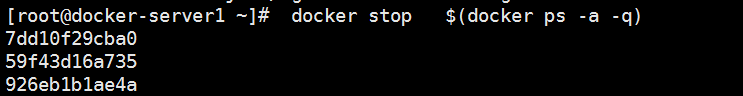 [root@docker-server1 ~]#  docker stop   $(docker ps -a -q)
7dd10f29cba0
59f43d16a735
926eb1b1ae4a